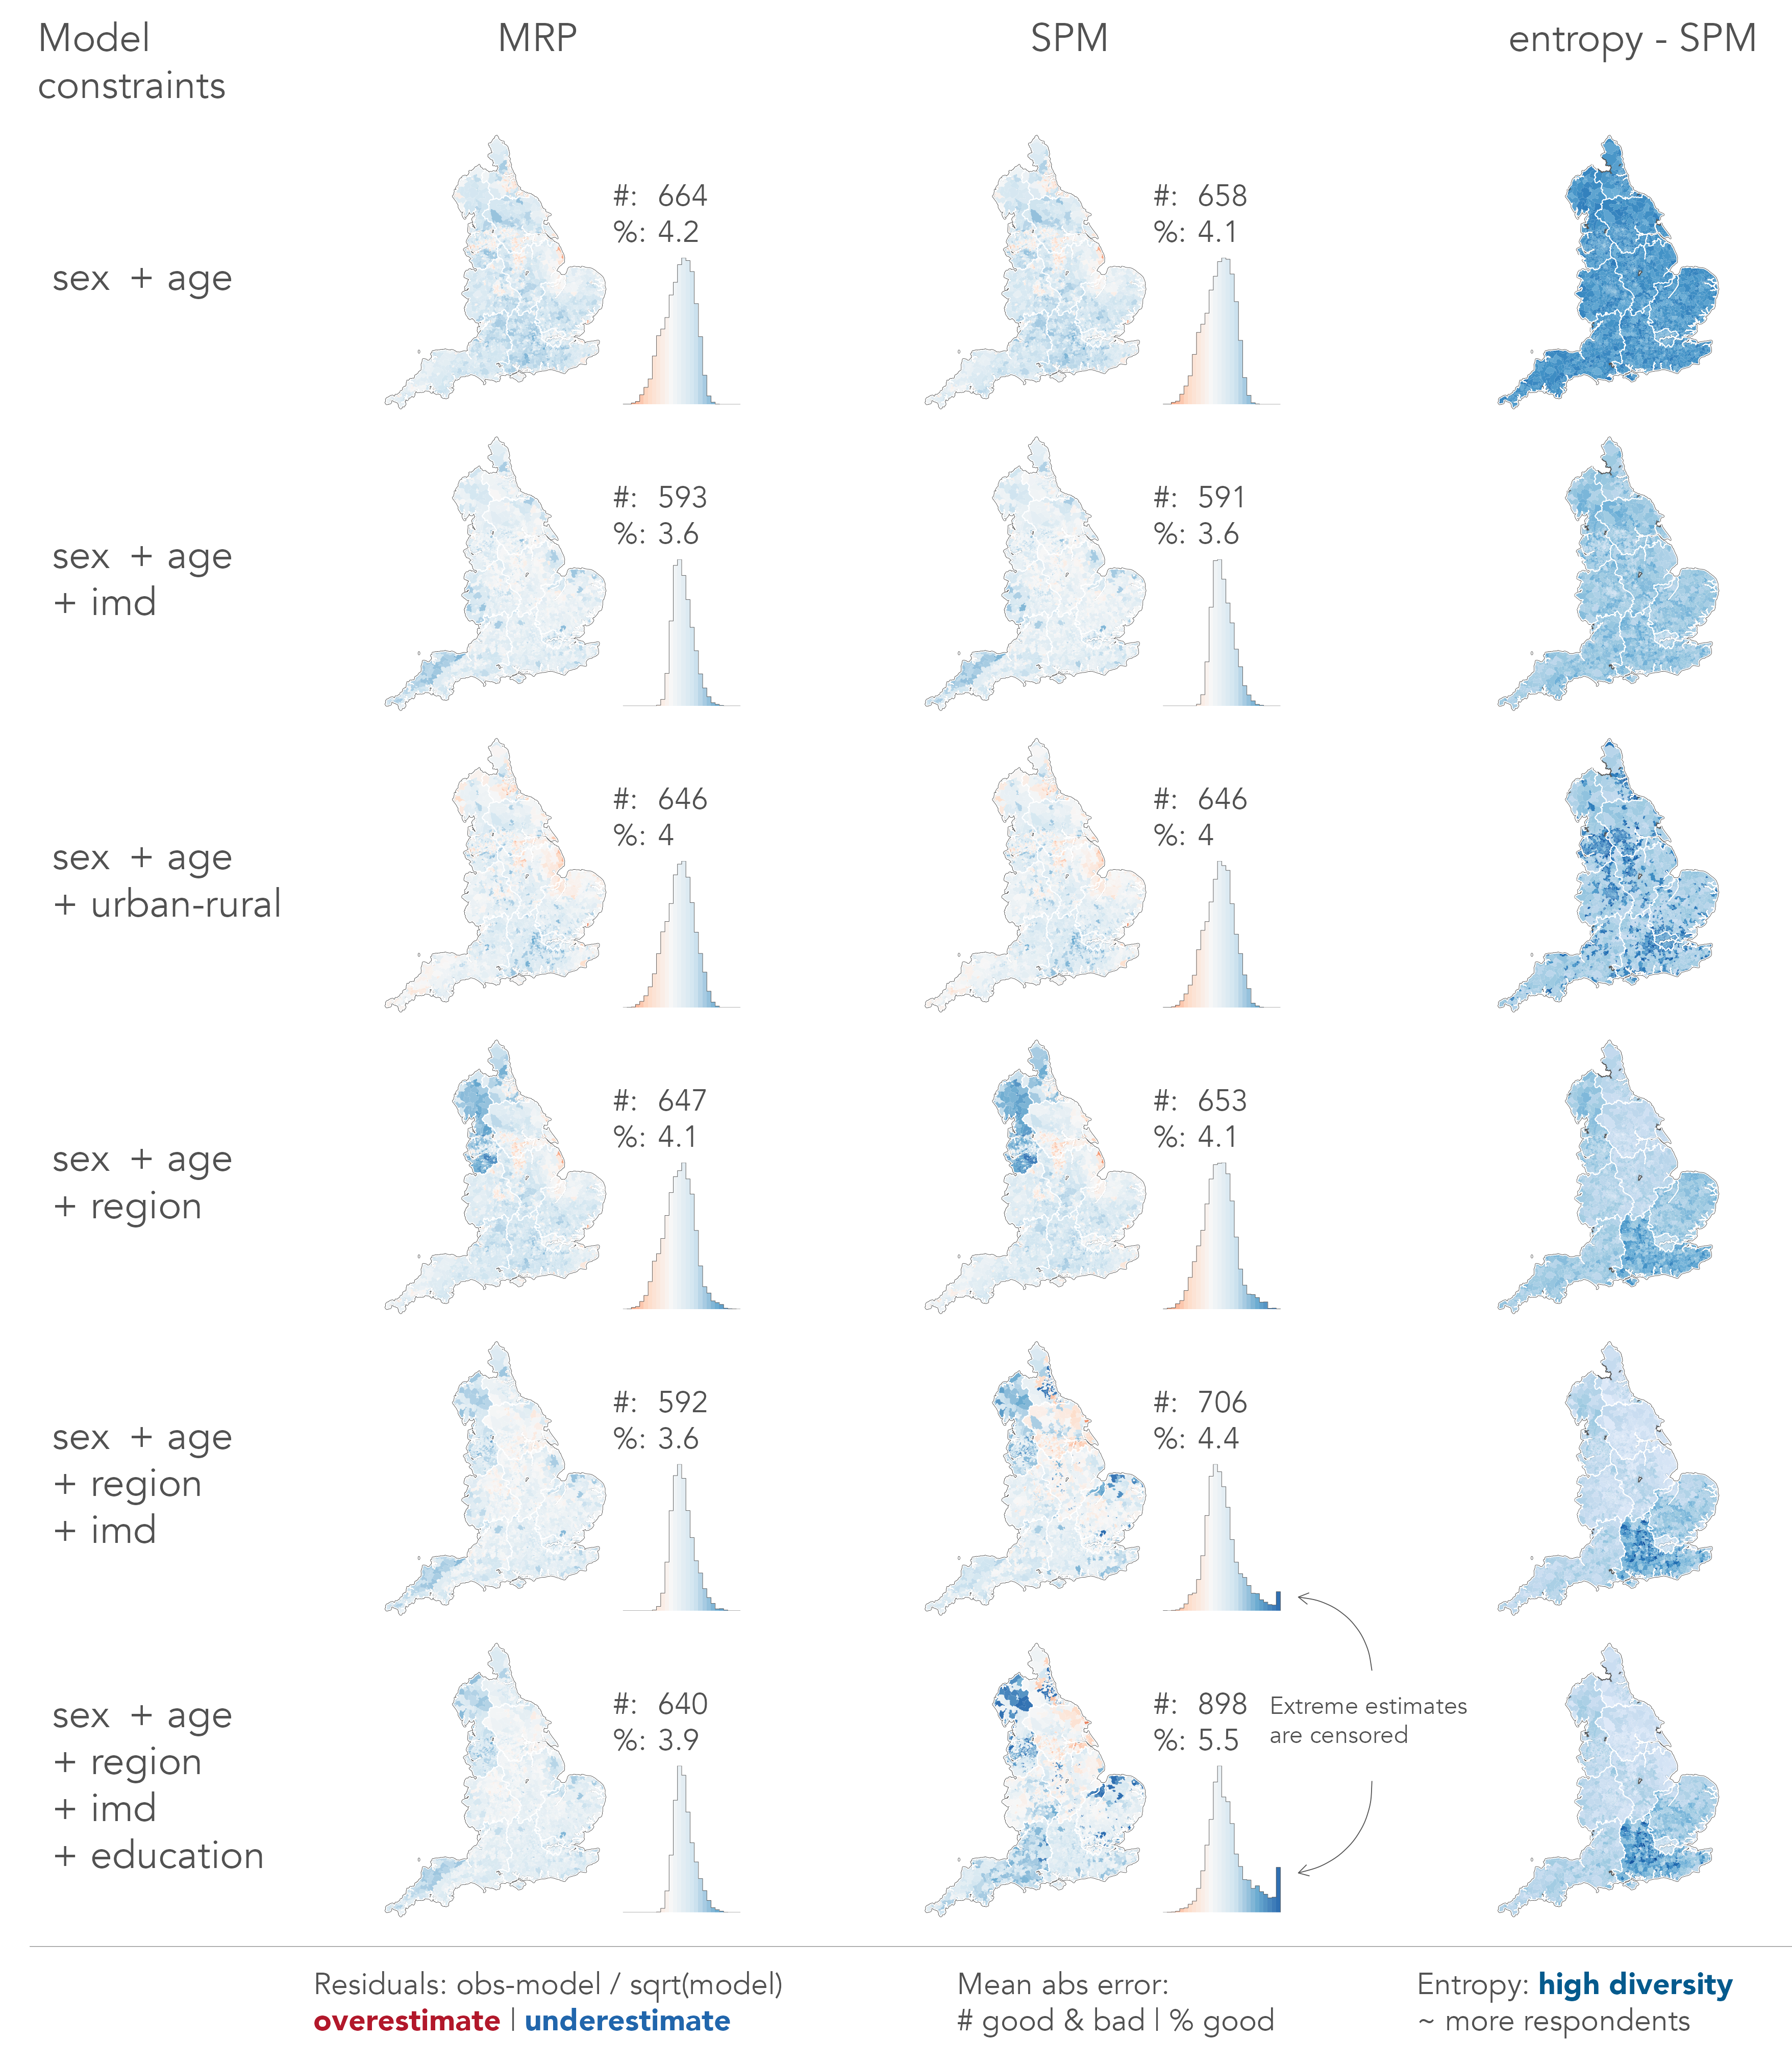 Model
constraints
MRP
SPM
entropy - SPM
sex + age
#: 664
%: 4.2
#: 658
%: 4.1
sex + age
+ imd
#: 593
%: 3.6
#: 591
%: 3.6
sex + age
+ urban-rural
#: 646
%: 4
#: 646
%: 4
sex + age
+ region
#: 647
%: 4.1
#: 653
%: 4.1
sex + age
+ region
+ imd
#: 592
%: 3.6
#: 706
%: 4.4
sex + age
+ region
+ imd
+ education
#: 640
%: 3.9
#: 898
%: 5.5
Extreme estimates
are censored
Residuals: obs-model / sqrt(model)
overestimate | underestimate
Mean abs error:
# good & bad | % good
Entropy: high diversity
~ more respondents